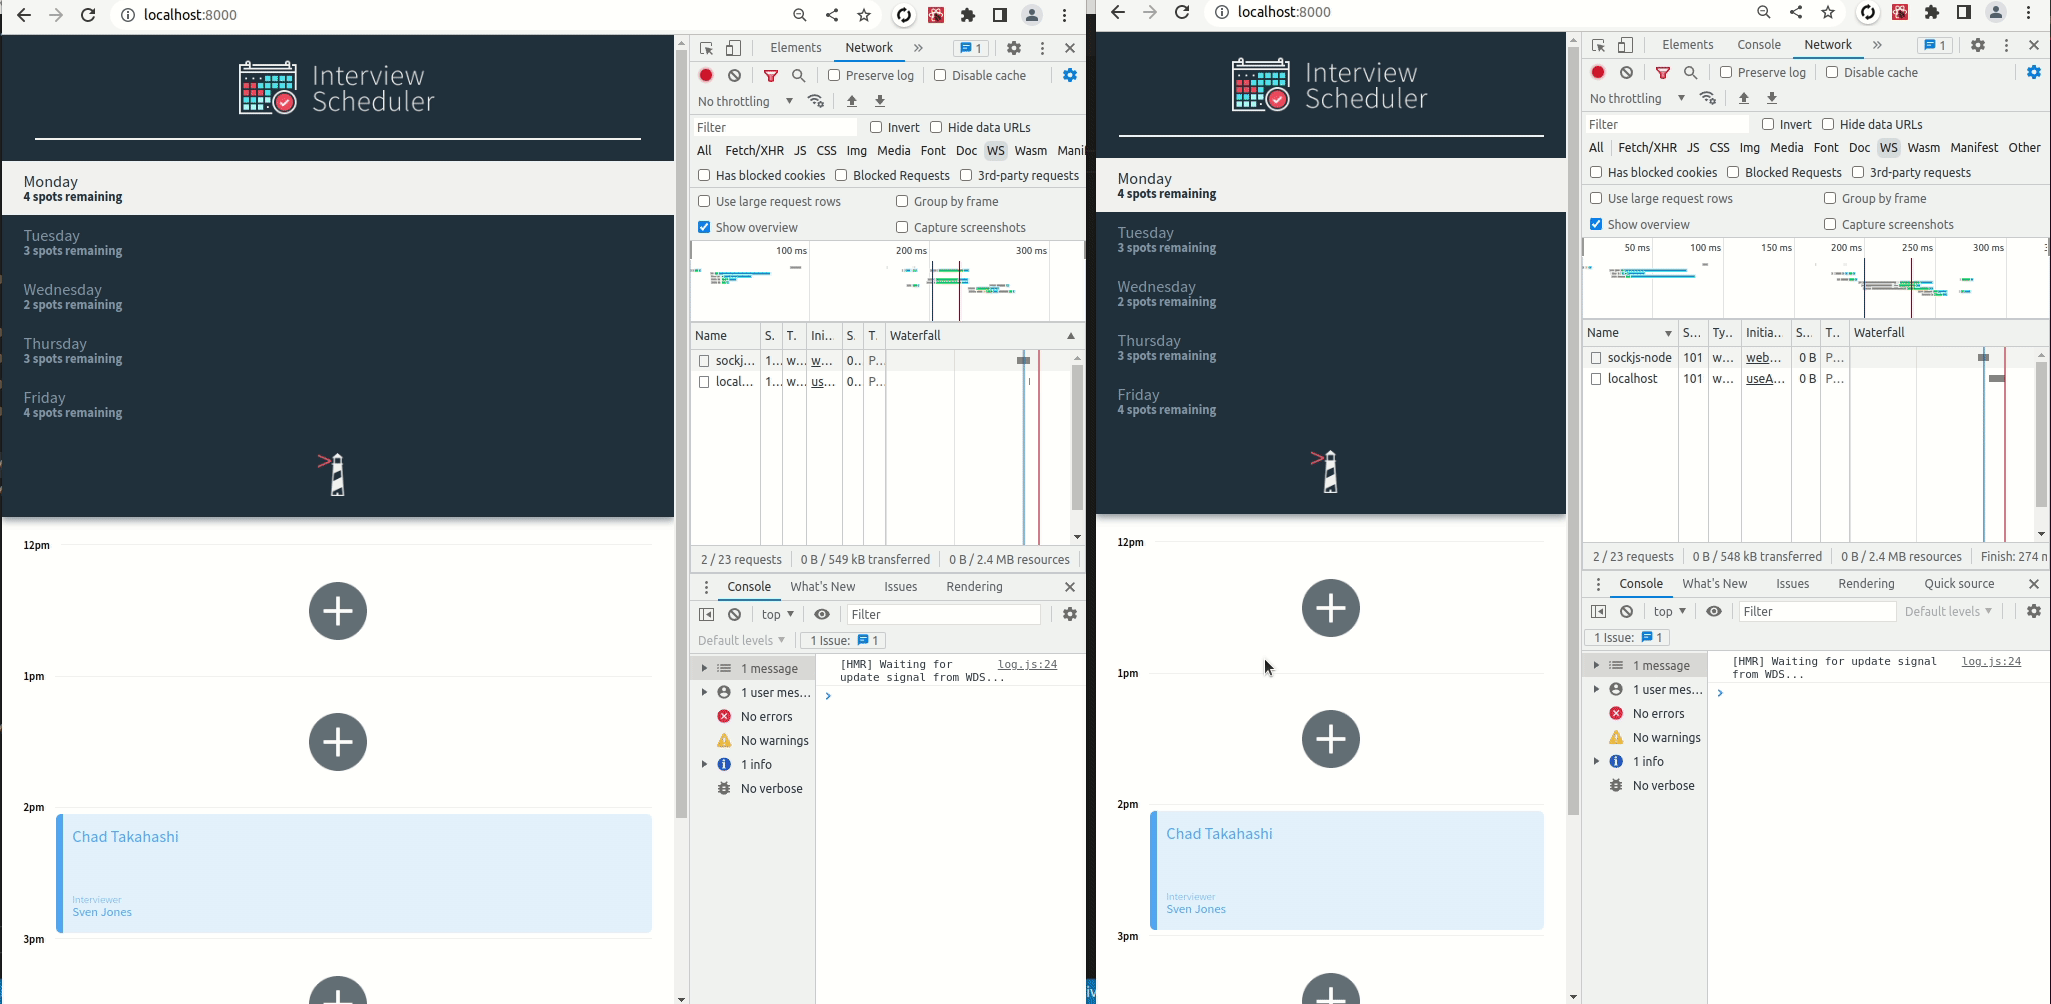 localhost:8000
Interview
Scheduler
Monday
4 spots remaining
Tuesday
3 spots remaining
Wednesday
2 spots remaining
Thursday
3 spots remaining
Friday
4 spots remaining
12pm
1pm
2pm
Chad Takahashi
Interviewer
Sven Jones
3pm
Elements Network » 1
Preserve log Disable cache
No throttling
Filter Invert Hide data URLs
All Fetch/XHR JS CSS Img Media Font Doc WS Wasm Mani
Has blocked cookies Blocked Requests 3rd-party requests
Use large request rows Group by frame
Show overview Capture screenshots
100 ms 200 ms 300 ms
Name S. T. Ini... S. T. Waterfall
sockj... 1... w... w... 0.. P...
local... 1... w... us... 0.. P...
2 / 23 requests 0 B / 549 kB transferred 0 B / 2.4 MB resources
Console What's New Issues Rendering
top Filter
Default levels 1 Issue: 1
1 message
1 user mes...
No errors
No warnings
1 info
No verbose
[HMR] Waiting for log.js:24
update signal from WDS...
localhost:8000
Interview
Scheduler
Monday
4 spots remaining
Tuesday
3 spots remaining
Wednesday
2 spots remaining
Thursday
3 spots remaining
Friday
4 spots remaining
12pm
1pm
2pm
Chad Takahashi
Interviewer
Sven Jones
3pm
Elements Console Network » 1
Preserve log Disable cache
No throttling
Filter Invert Hide data URLs
All Fetch/XHR JS CSS Img Media Font Doc WS Wasm Manifest Other
Has blocked cookies Blocked Requests 3rd-party requests
Use large request rows Group by frame
Show overview Capture screenshots
50 ms 100 ms 150 ms 200 ms 250 ms 300 ms
Name S... Ty... Initia... S... T... Waterfall
sockjs-node 101 w... web... 0 B P...
localhost 101 w... useA... 0 B P...
2 / 23 requests 0 B / 548 kB transferred 0 B / 2.4 MB resources Finish: 274 m
Console What's New Issues Rendering Quick source
top Filter Default levels
1 Issue: 1
1 message
1 user mes...
No errors
No warnings
1 info
No verbose
[HMR] Waiting for update signal log.js:24
from WDS...